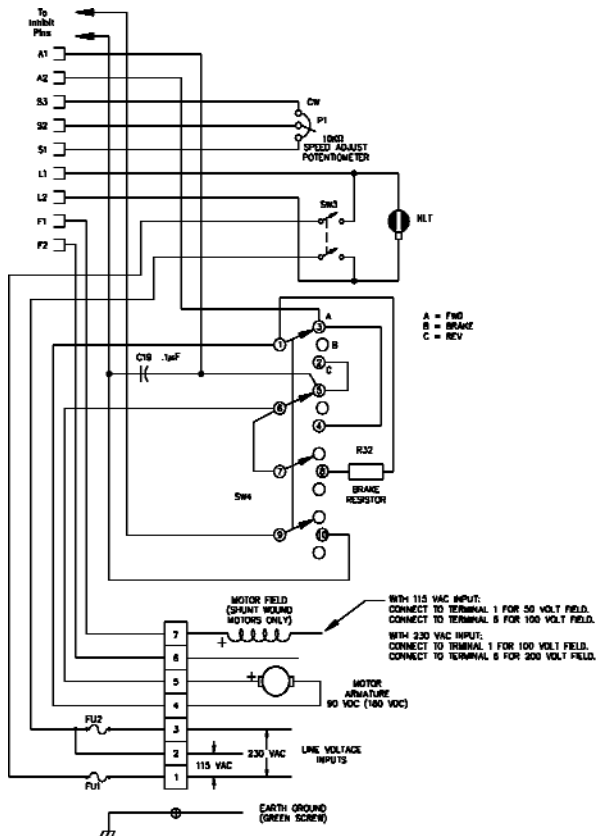 To
Inhibit
Pins
A1
A2
S3
S2
S1
L1
L2
F1
F2
CW
P1
10KΩ
SPEED ADJUST
POTENTIOMETER
SW3
NLT
A = FWD
B = BRAKE
C = REV
A
3
1
B
2
C
C19 .1µF
5
6
4
R32
7
8
BRAKE
RESISTOR
SW4
9
10
MOTOR FIELD
(SHUNT WOUND
MOTORS ONLY)
WITH 115 VAC INPUT:
CONNECT TO TERMINAL 1 FOR 50 VOLT FIELD.
CONNECT TO TERMINAL 6 FOR 100 VOLT FIELD.
WITH 230 VAC INPUT:
CONNECT TO TRMINAL 1 FOR 100 VOLT FIELD.
CONNECT TO TERMINAL 6 FOR 200 VOLT FIELD.
7
+
6
5
+
MOTOR
ARMATURE
90 VDC (180 VDC)
4
FU2
3
230 VAC
LINE VOLTAGE
INPUTS
2
115 VAC
FU1
1
EARTH GROUND
(GREEN SCREW)